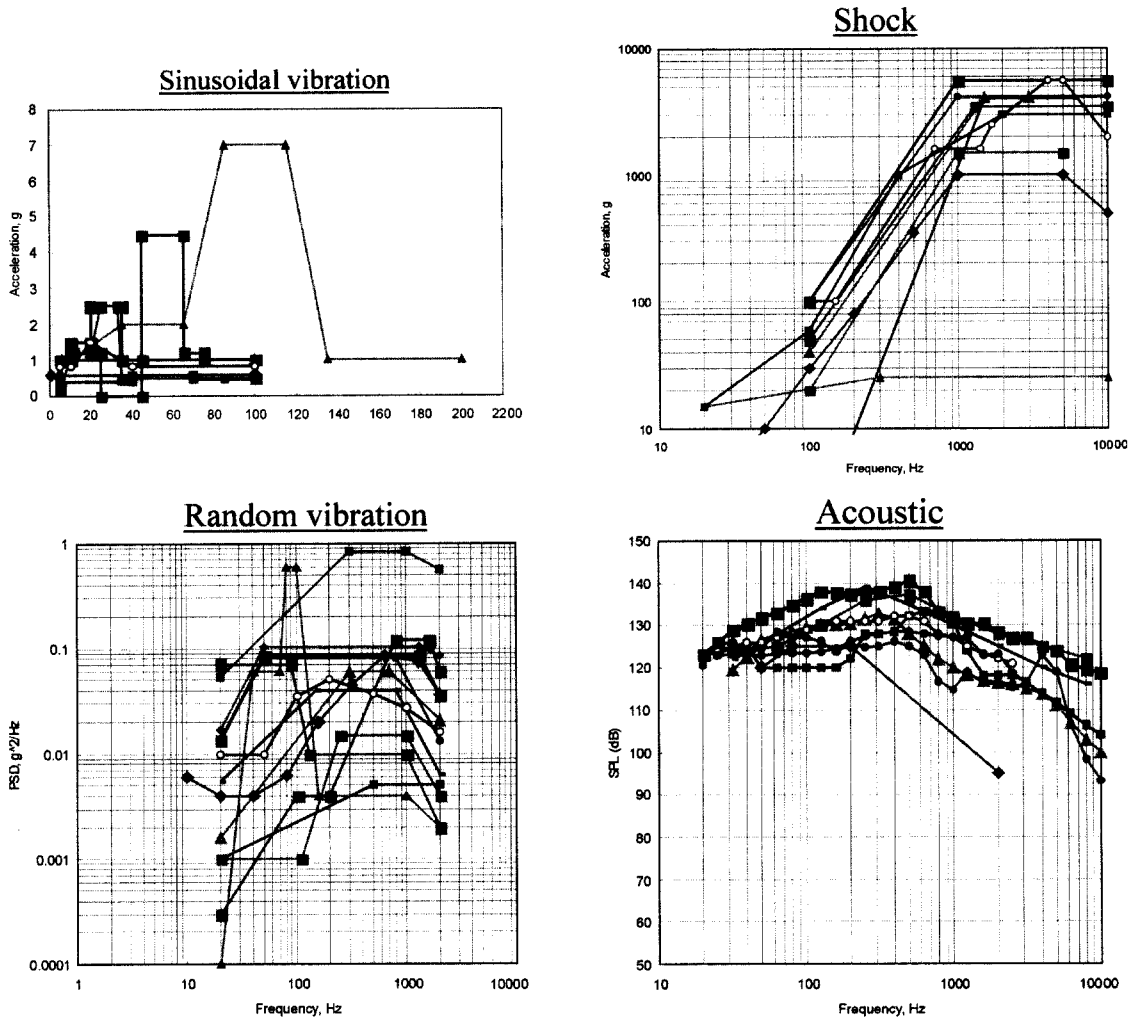 Sinusoidal vibration
Acceleration, g
8
7
6
5
4
3
2
1
0
0 20 40 60 80 100 120 140 160 180 200 2200
Shock
Acceleration, g
10000
1000
100
10
10 100 1000 10000
Frequency, Hz
Random vibration
PSD, g^2/Hz
1
0.1
0.01
0.001
0.0001
1 10 100 1000 10000
Frequency, Hz
Acoustic
SPL (dB)
150
140
130
120
110
100
90
80
70
60
50
10 100 1000 10000
Frequency, Hz